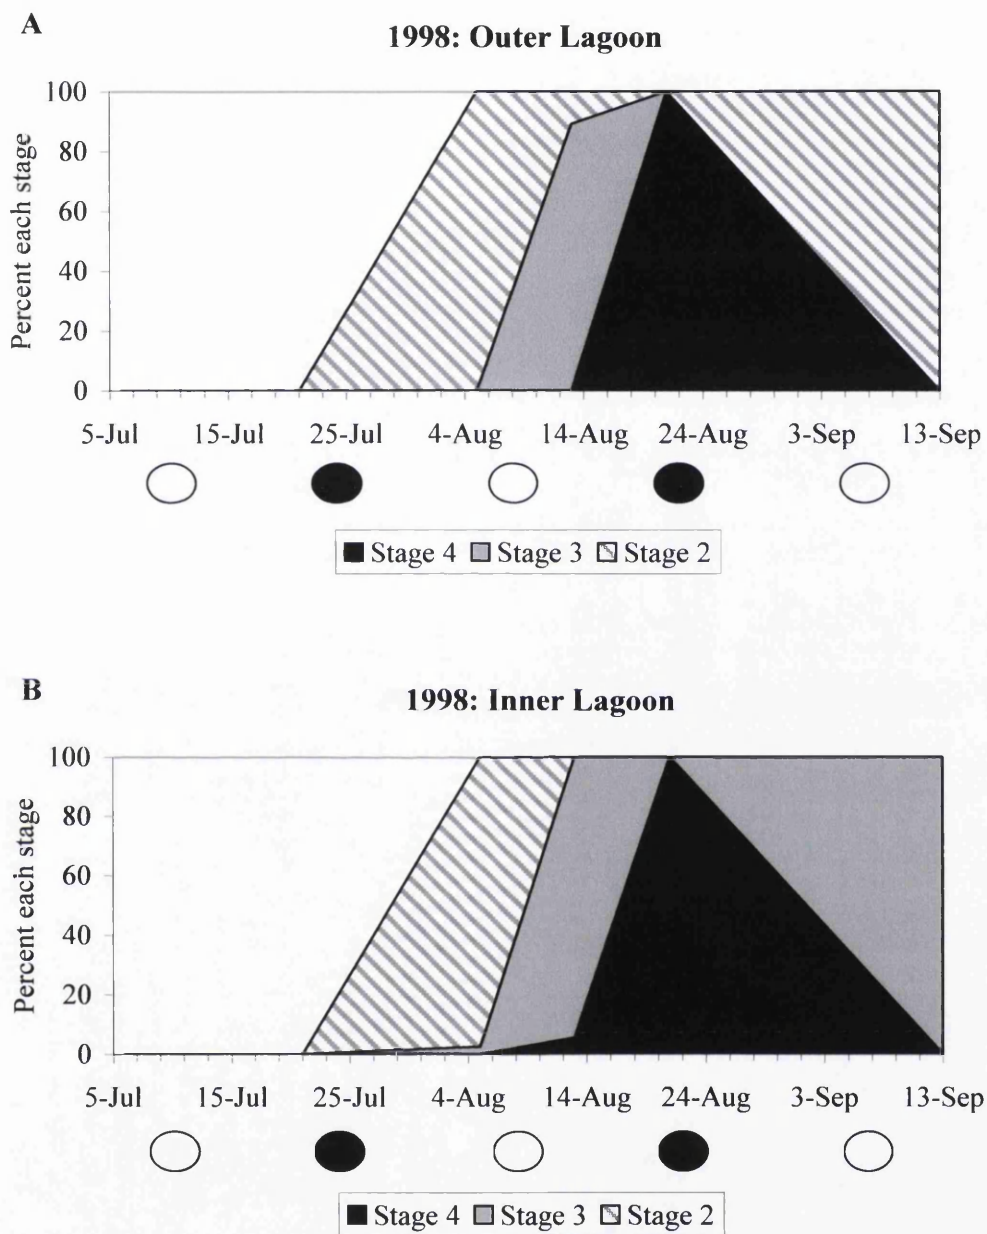 A
1998: Outer Lagoon
Percent each stage
100
80
60
40
20
0
5-Jul 15-Jul 25-Jul 4-Aug 14-Aug 24-Aug 3-Sep 13-Sep
Stage 4 Stage 3 Stage 2
B
1998: Inner Lagoon
Percent each stage
100
80
60
40
20
0
5-Jul 15-Jul 25-Jul 4-Aug 14-Aug 24-Aug 3-Sep 13-Sep
Stage 4 Stage 3 Stage 2